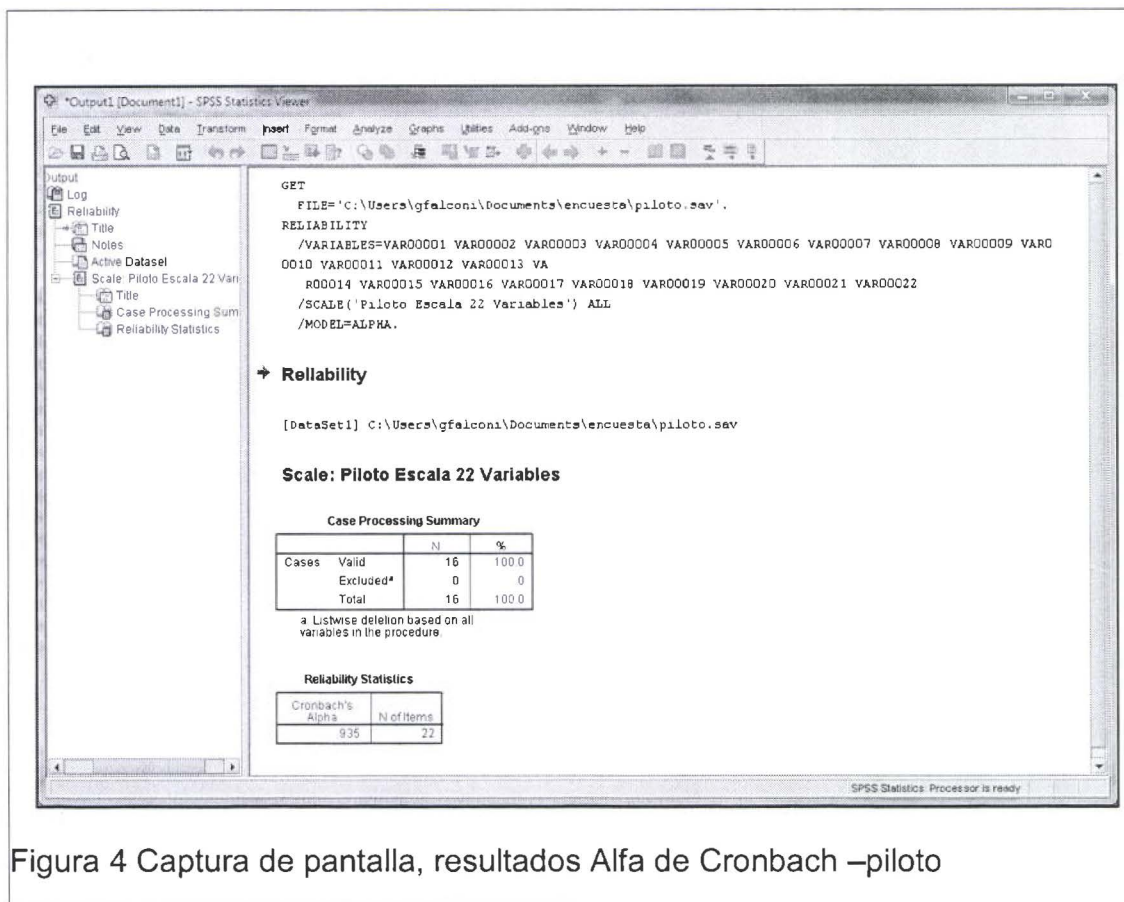 *Output1 [Document1] - SPSS Statistics Viewer
File Edit View Data Transform Insert Format Analyze Graphs Utilities Add-ons Window Help
Output
Log
Reliability
Title
Notes
Active Dataset
Scale: Piloto Escala 22 Vari
Title
Case Processing Sum
Reliability Statistics
GET
FILE='C:\Users\gfalconi\Documents\encuesta\piloto.sav'.
RELIABILITY
/VARIABLES=VAR00001 VAR00002 VAR00003 VAR00004 VAR00005 VAR00006 VAR00007 VAR00008 VAR00009 VAR0
0010 VAR00011 VAR00012 VAR00013 VA
R00014 VAR00015 VAR00016 VAR00017 VAR00018 VAR00019 VAR00020 VAR00021 VAR00022
/SCALE('Piloto Escala 22 Variables') ALL
/MODEL=ALPHA.
Reliability
[DataSet1] C:\Users\gfalconi\Documents\encuesta\piloto.sav
Scale: Piloto Escala 22 Variables
Case Processing Summary
N %
Cases Valid 16 100.0
Excludedª 0 0
Total 16 100.0
a. Listwise deletion based on all
variables in the procedure.
Reliability Statistics
Cronbach's
Alpha N of Items
935 22
SPSS Statistics Processor is ready
Figura 4 Captura de pantalla, resultados Alfa de Cronbach –piloto